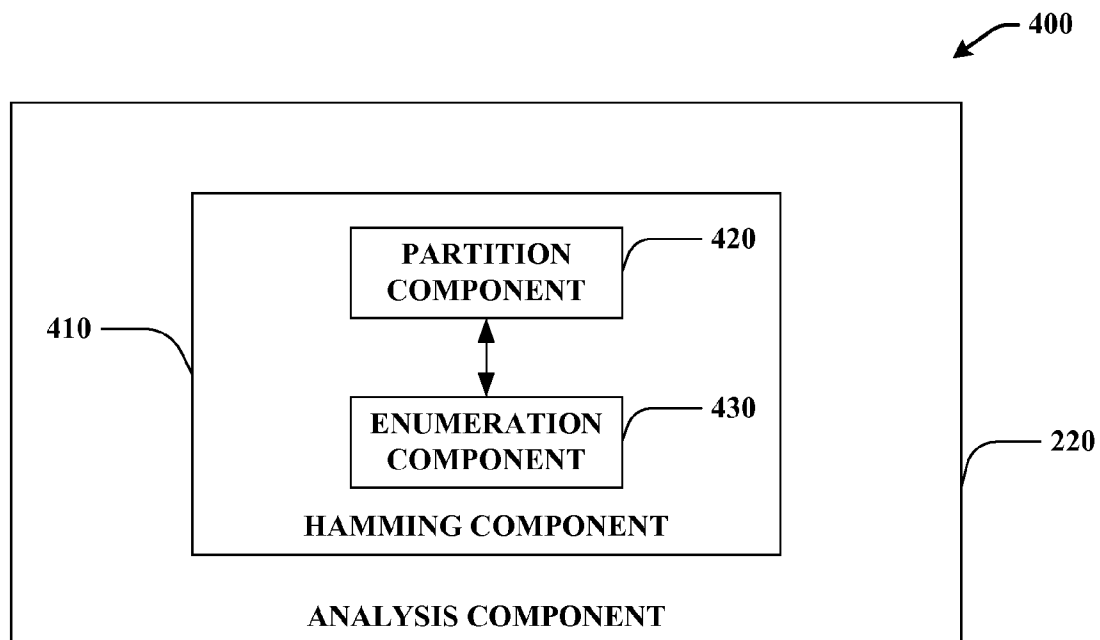 400
PARTITION
COMPONENT
420
410
ENUMERATION
COMPONENT
430
220
HAMMING COMPONENT
ANALYSIS COMPONENT